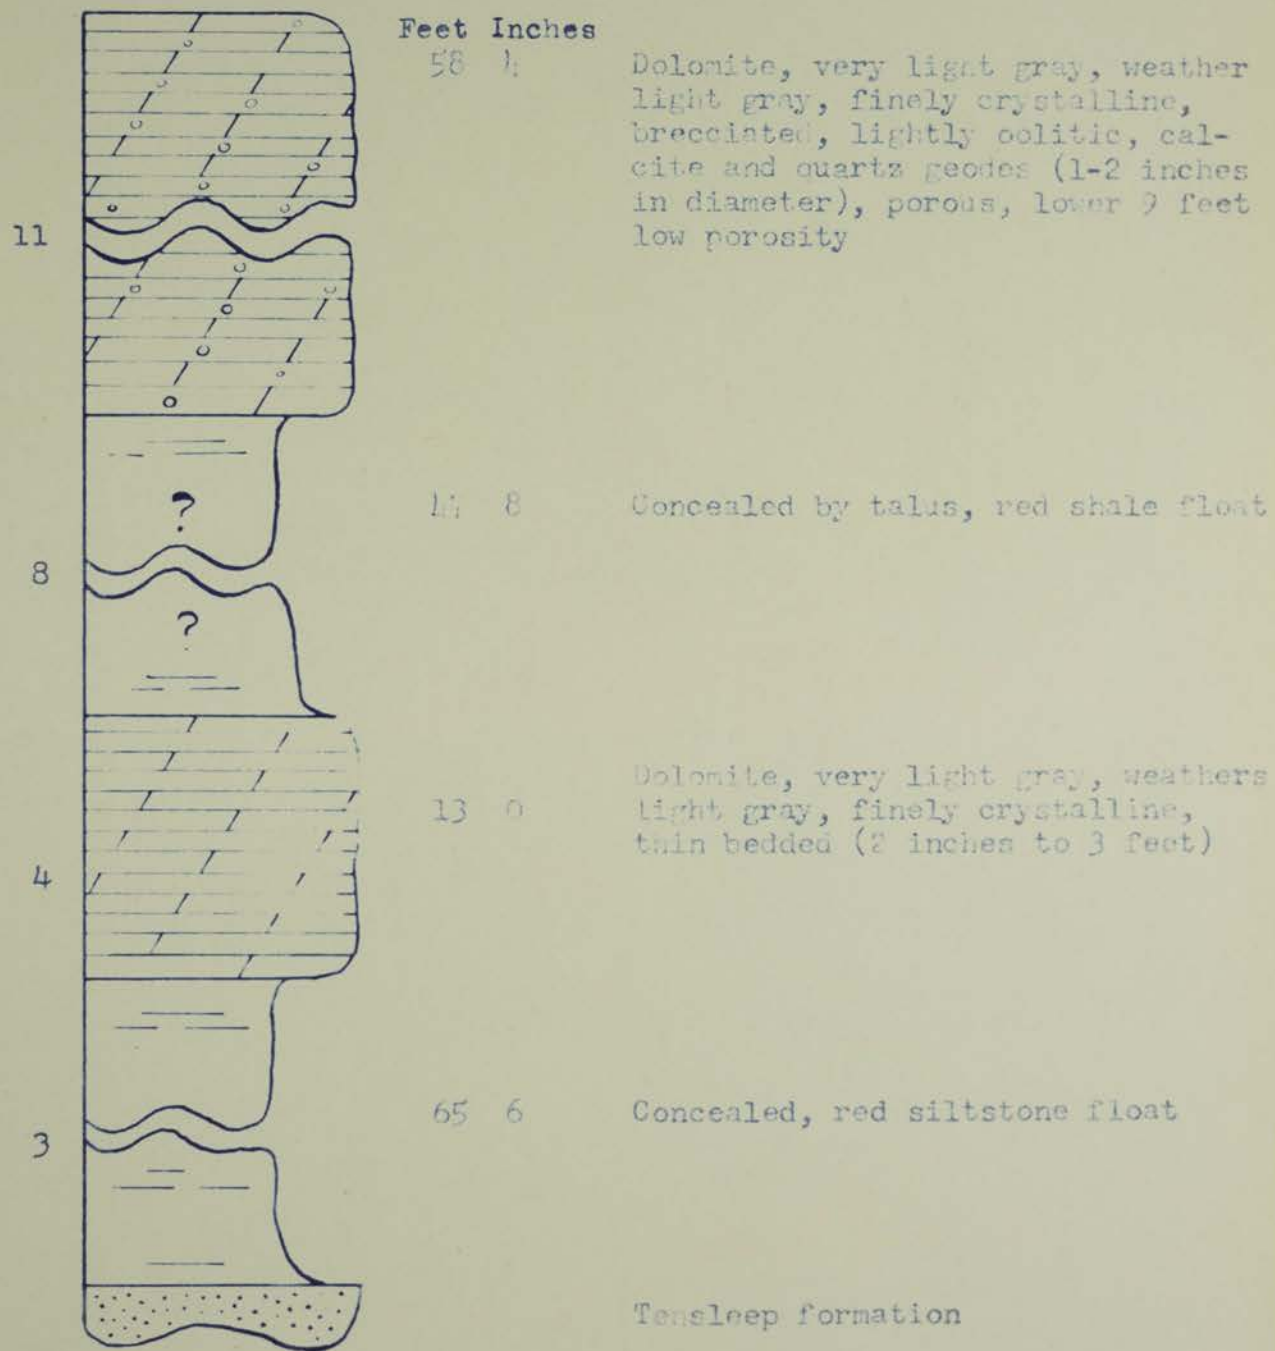 Feet Inches
58 4
Dolomite, very light gray, weather
light gray, finely crystalline,
brecciated, lightly oolitic, cal-
cite and quartz geodes (1-2 inches
in diameter), porous, lower 9 feet
low porosity
11
?
8
Concealed by talus, red shale float
8
?
Dolomite, very light gray, weathers
13 0
light gray, finely crystalline,
thin bedded (2 inches to 3 feet)
4
65 6
Concealed, red siltstone float
3
Tensleep formation